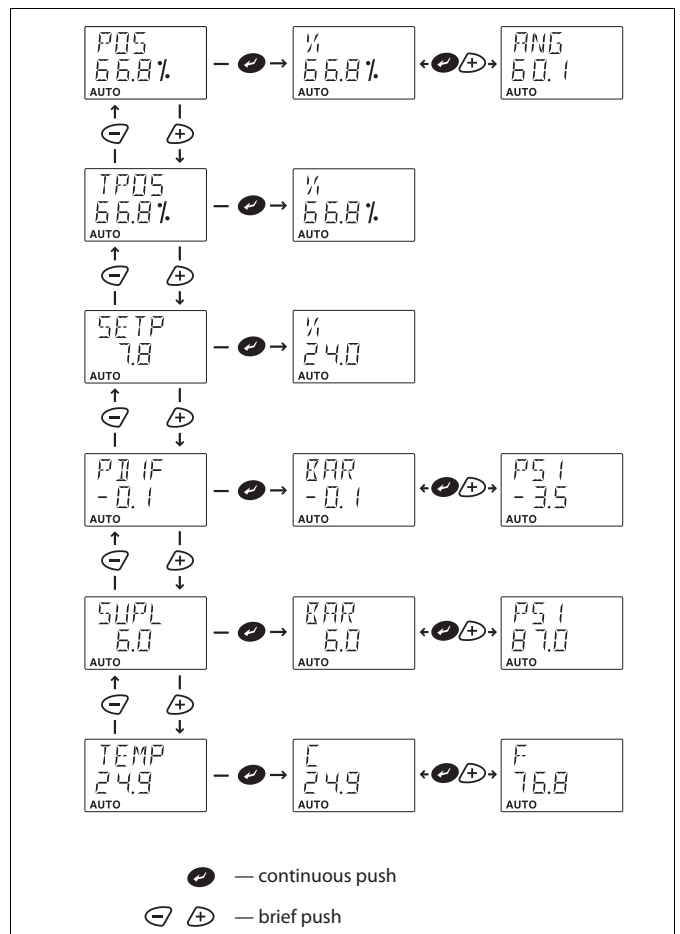 POS % ANG
66.8% 66.8% 60.1
AUTO AUTO AUTO
TPOS %
66.8% 66.8%
AUTO AUTO
SETP %
7.8 24.0
AUTO AUTO
PDIF BAR PSI
-0.1 -0.1 -3.5
AUTO AUTO AUTO
SUPL BAR PSI
6.0 6.0 87.0
AUTO AUTO AUTO
TEMP C F
24.9 24.9 76.8
AUTO AUTO AUTO
— continuous push
— brief push